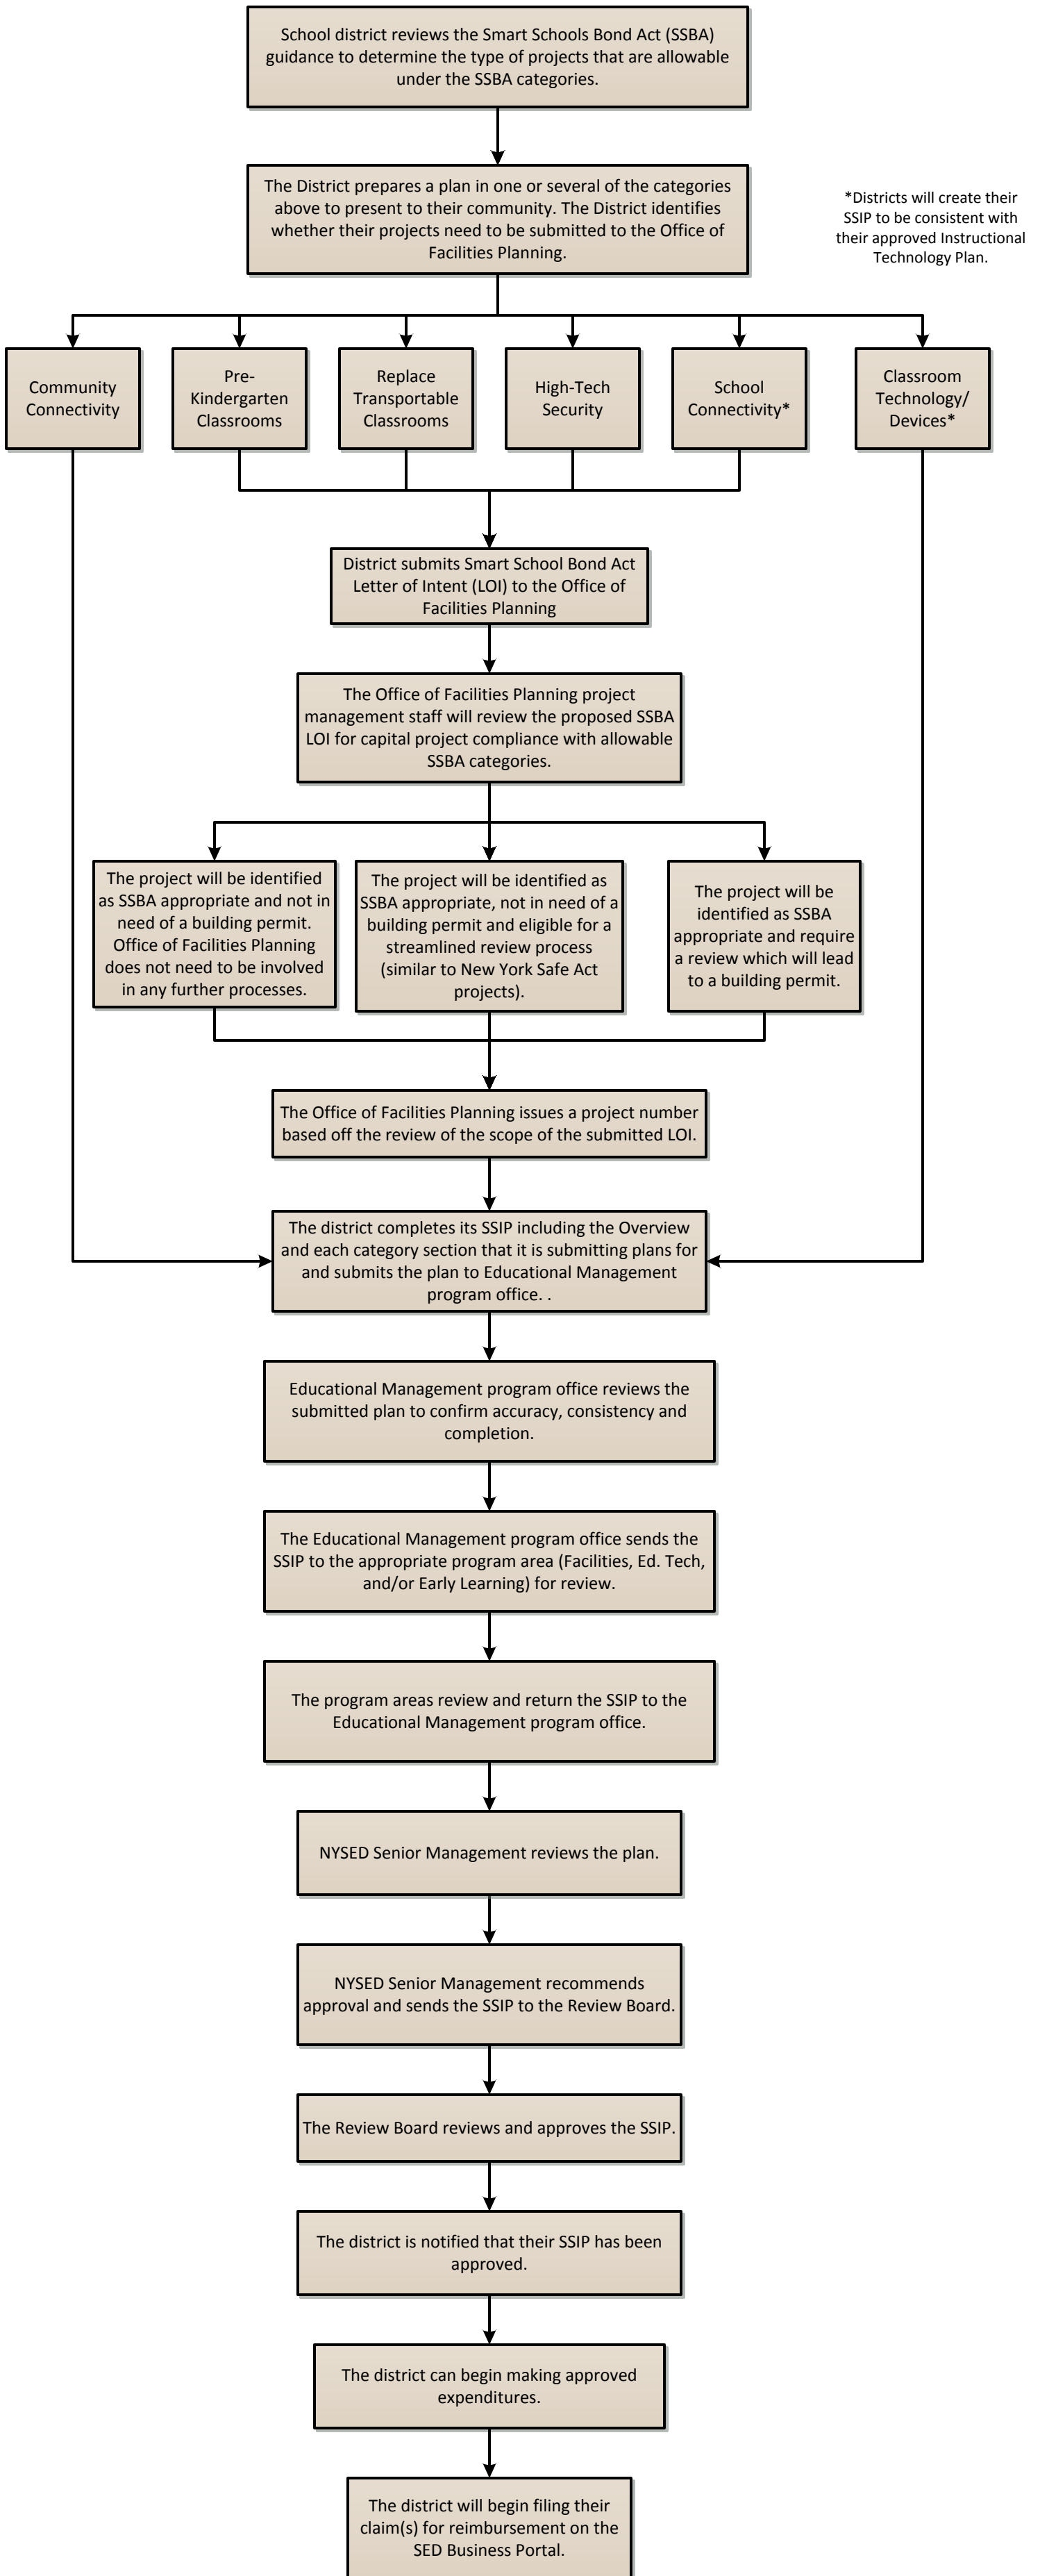 School district reviews the Smart Schools Bond Act (SSBA)
guidance to determine the type of projects that are allowable
under the SSBA categories.
The District prepares a plan in one or several of the categories
above to present to their community. The District identifies
whether their projects need to be submitted to the Office of
Facilities Planning.
*Districts will create their
SSIP to be consistent with
their approved Instructional
Technology Plan.
Community
Connectivity
Pre-
Kindergarten
Classrooms
Replace
Transportable
Classrooms
High-Tech
Security
School
Connectivity*
Classroom
Technology/
Devices*
District submits Smart School Bond Act
Letter of Intent (LOI) to the Office of
Facilities Planning
The Office of Facilities Planning project
management staff will review the proposed SSBA
LOI for capital project compliance with allowable
SSBA categories.
The project will be identified
as SSBA appropriate and not in
need of a building permit.
Office of Facilities Planning
does not need to be involved
in any further processes.
The project will be identified as
SSBA appropriate, not in need of a
building permit and eligible for a
streamlined review process
(similar to New York Safe Act
projects).
The project will be
identified as SSBA
appropriate and require
a review which will lead
to a building permit.
The Office of Facilities Planning issues a project number
based off the review of the scope of the submitted LOI.
The district completes its SSIP including the Overview
and each category section that it is submitting plans for
and submits the plan to Educational Management
program office. .
Educational Management program office reviews the
submitted plan to confirm accuracy, consistency and
completion.
The Educational Management program office sends the
SSIP to the appropriate program area (Facilities, Ed. Tech,
and/or Early Learning) for review.
The program areas review and return the SSIP to the
Educational Management program office.
NYSED Senior Management reviews the plan.
NYSED Senior Management recommends
approval and sends the SSIP to the Review Board.
The Review Board reviews and approves the SSIP.
The district is notified that their SSIP has been
approved.
The district can begin making approved
expenditures.
The district will begin filing their
claim(s) for reimbursement on the
SED Business Portal.